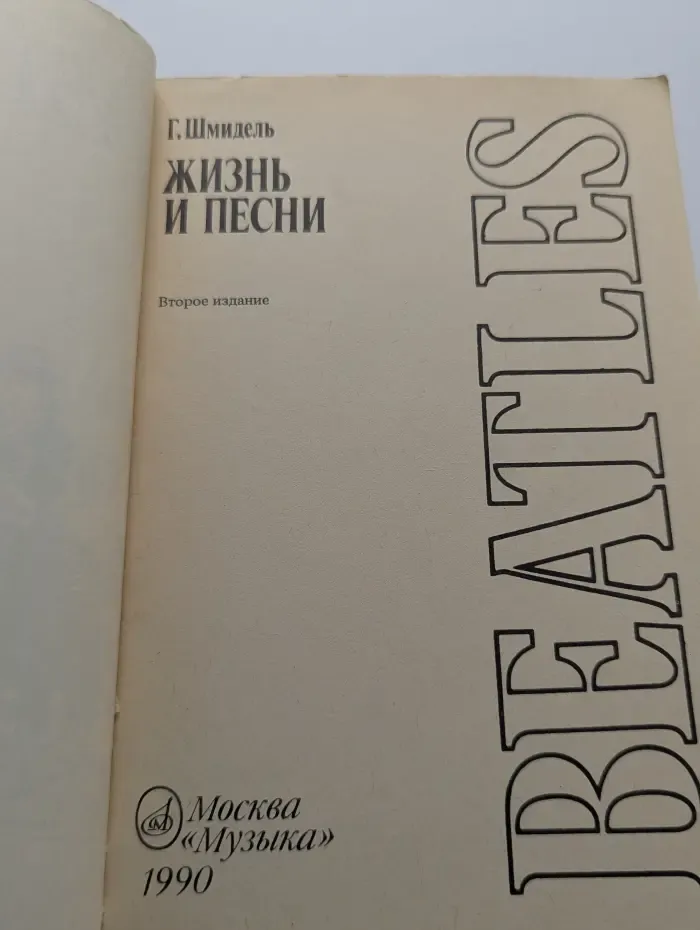 Г. Шмидель
ЖИЗНЬ
И ПЕСНИ
Второе издание
BEATLES
Москва
«Музыка»
1990